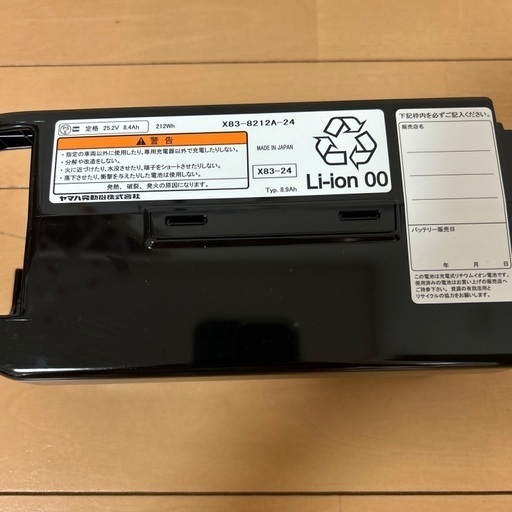 定格 25.2V 8.4Ah 212Wh
X83-8212A-24
警告
・指定の車両以外に使用したり、専用充電器以外で充電したりしない。
・分解や改造をしない。
・火に近づけたり、水没させたり、端子をショートさせたりしない。
・落下させたり、衝撃を与えたりした電池は使用しない。
発熱、破裂、発火の原因になります。
ヤマハ発動機株式会社
MADE IN JAPAN
X83-24
Typ. 8.9Ah
Li-ion 00
下記枠内を必ずご記入ください。
販売店名
バッテリー販売日
年 月 日
この電池は充電式リチウムイオン電池です。
使用済みの電池はお買い上げの販売店へ
ご持参下さい。資源の有効活用と
リサイクルの協力をお願いします。